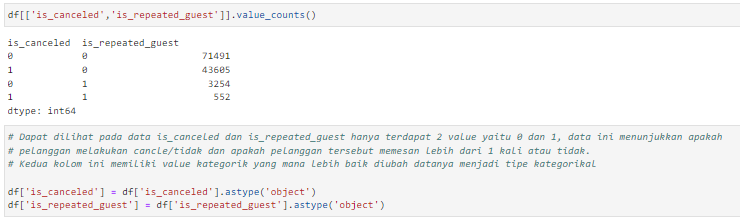 df[['is_canceled','is_repeated_guest']].value_counts()
is_canceled  is_repeated_guest
0            0                    71491
1            0                    43605
0            1                     3254
1            1                      552
dtype: int64
# Dapat dilihat pada data is_canceled dan is_repeated_guest hanya terdapat 2 value yaitu 0 dan 1, data ini menunjukkan apakah
# pelanggan melakukan cancle/tidak dan apakah pelanggan tersebut memesan lebih dari 1 kali atau tidak.
# Kedua kolom ini memiliki value kategorik yang mana lebih baik diubah datanya menjadi tipe kategorikal
df['is_canceled'] = df['is_canceled'].astype('object')
df['is_repeated_guest'] = df['is_repeated_guest'].astype('object')